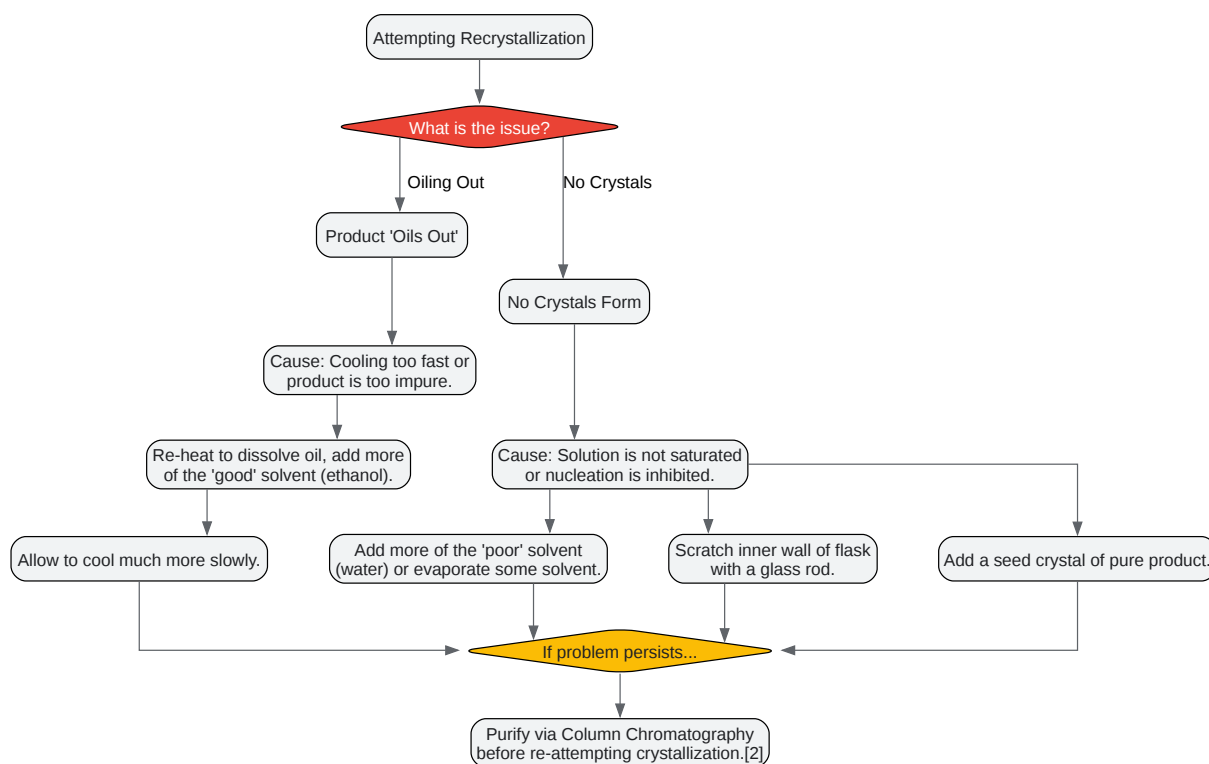 Attempting Recrystallization
What is the issue?
Oiling Out
No Crystals
Product 'Oils Out'
No Crystals Form
Cause: Cooling too fast or
product is too impure.
Re-heat to dissolve oil, add more
of the 'good' solvent (ethanol).
Cause: Solution is not saturated
or nucleation is inhibited.
Allow to cool much more slowly.
Add more of the 'poor' solvent
(water) or evaporate some solvent.
Scratch inner wall of flask
with a glass rod.
Add a seed crystal of pure product.
If problem persists...
Purify via Column Chromatography
before re-attempting crystallization.[2]